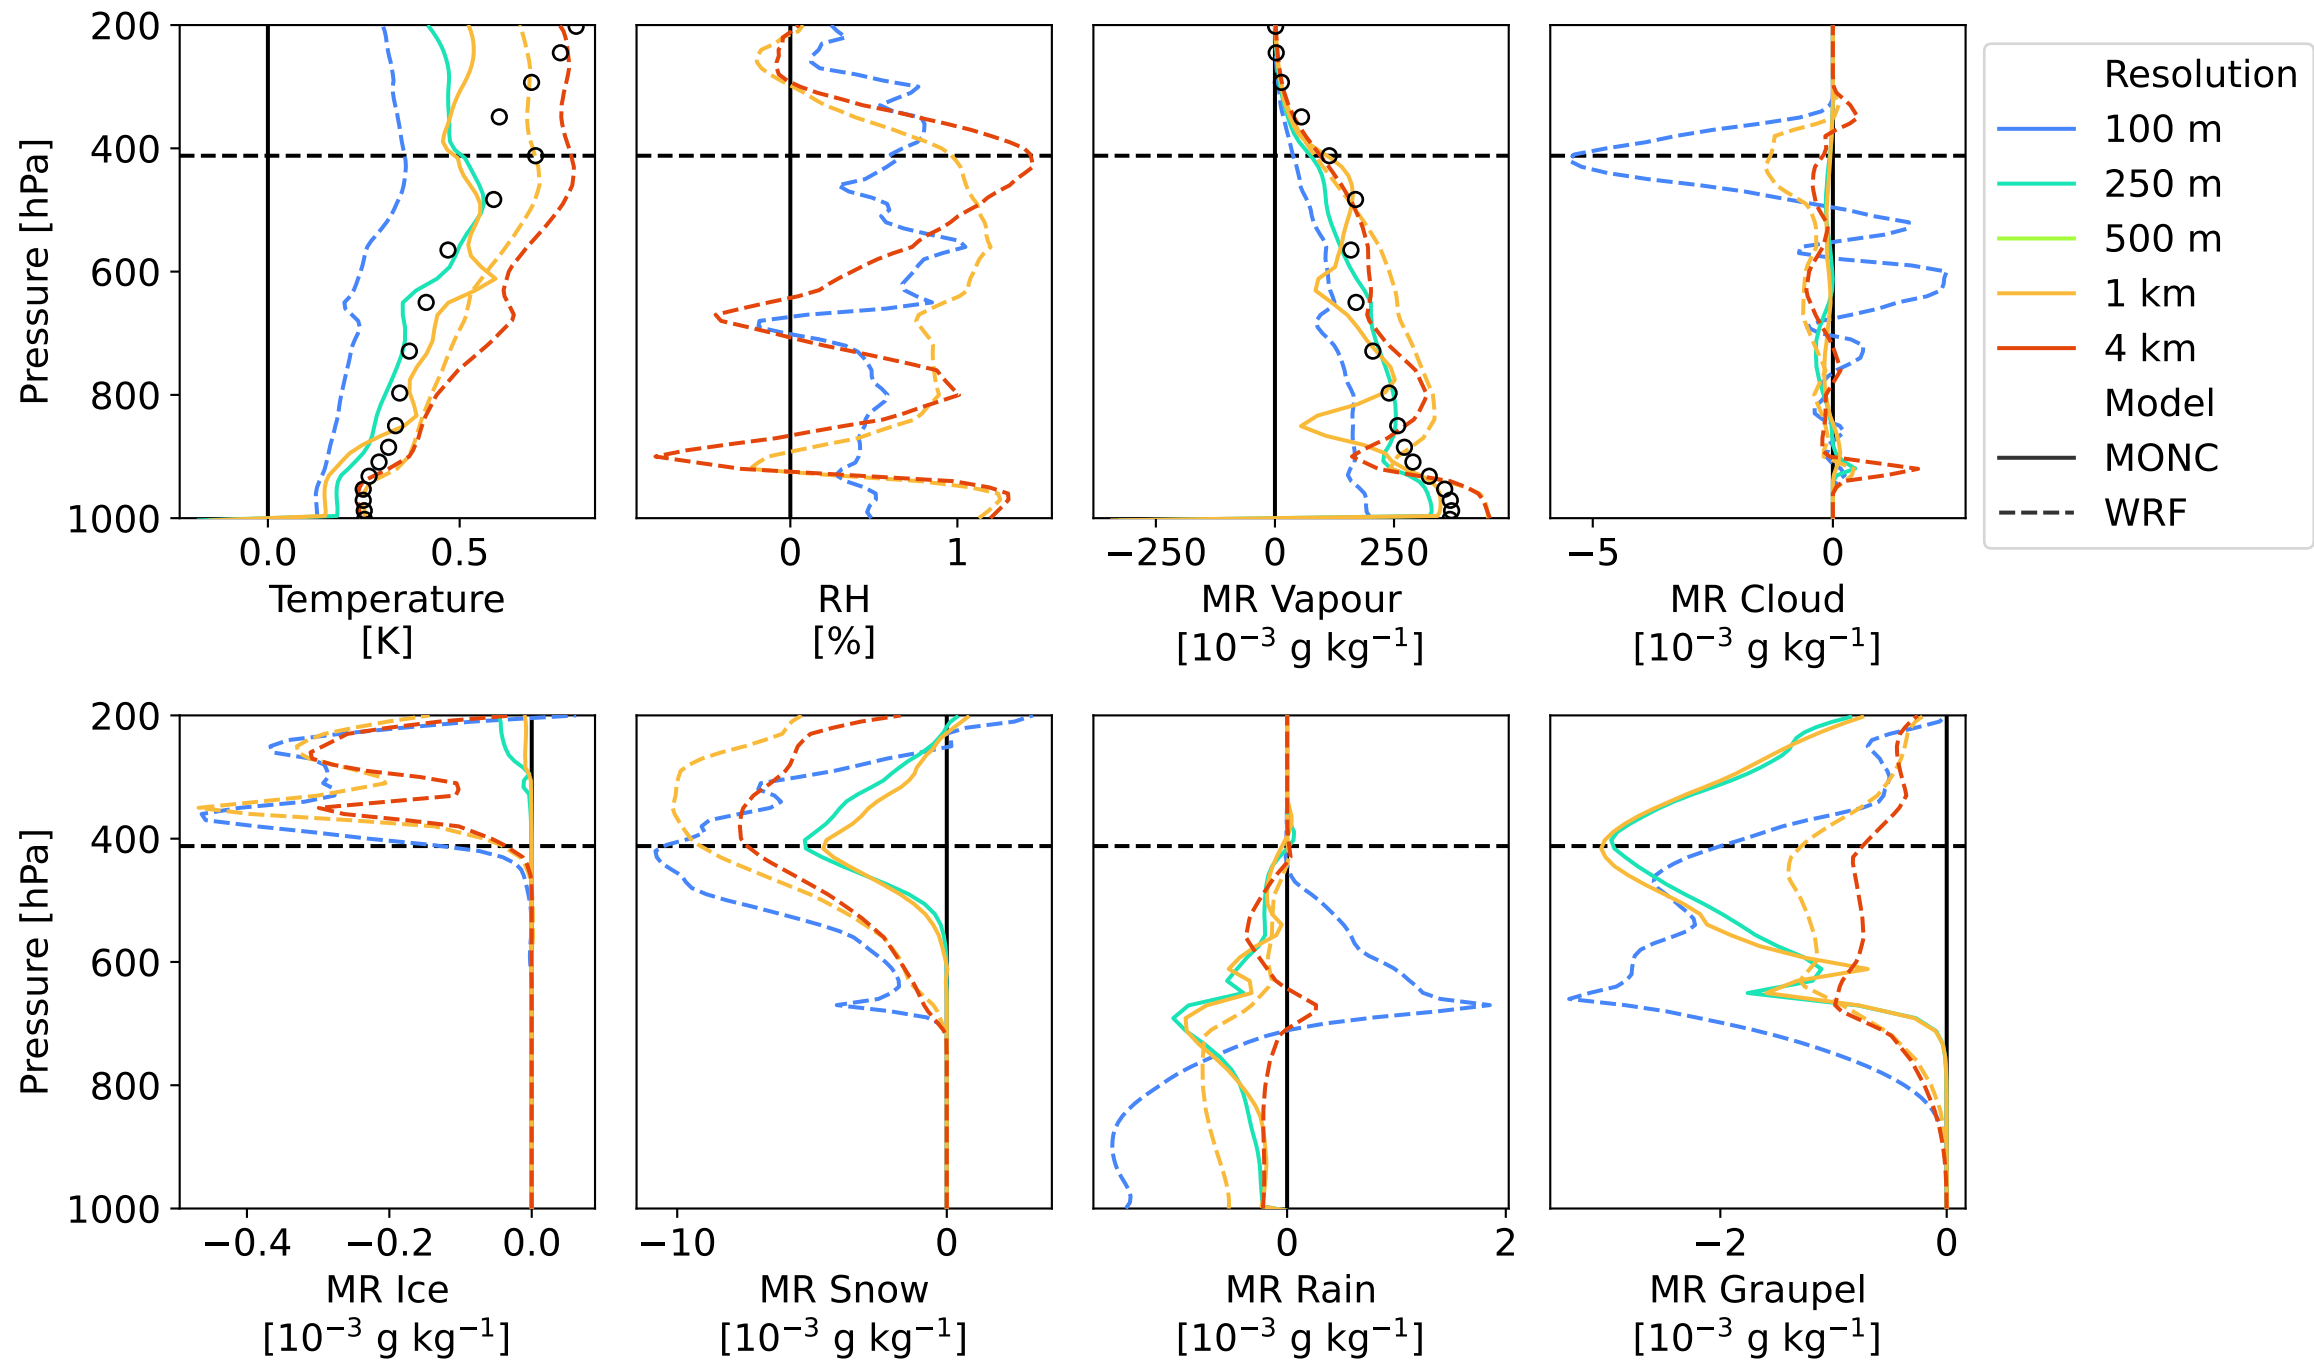 200
400
600
800
1000
Pressure [hPa]
0.0 0.5
Temperature
[K]
0 1
RH
[%]
−250 0 250
MR Vapour
[10⁻³ g kg⁻¹]
−5 0
MR Cloud
[10⁻³ g kg⁻¹]
Resolution
100 m
250 m
500 m
1 km
4 km
Model
MONC
WRF
200
400
600
800
1000
Pressure [hPa]
−0.4 −0.2 0.0
MR Ice
[10⁻³ g kg⁻¹]
−10 0
MR Snow
[10⁻³ g kg⁻¹]
0 2
MR Rain
[10⁻³ g kg⁻¹]
−2 0
MR Graupel
[10⁻³ g kg⁻¹]